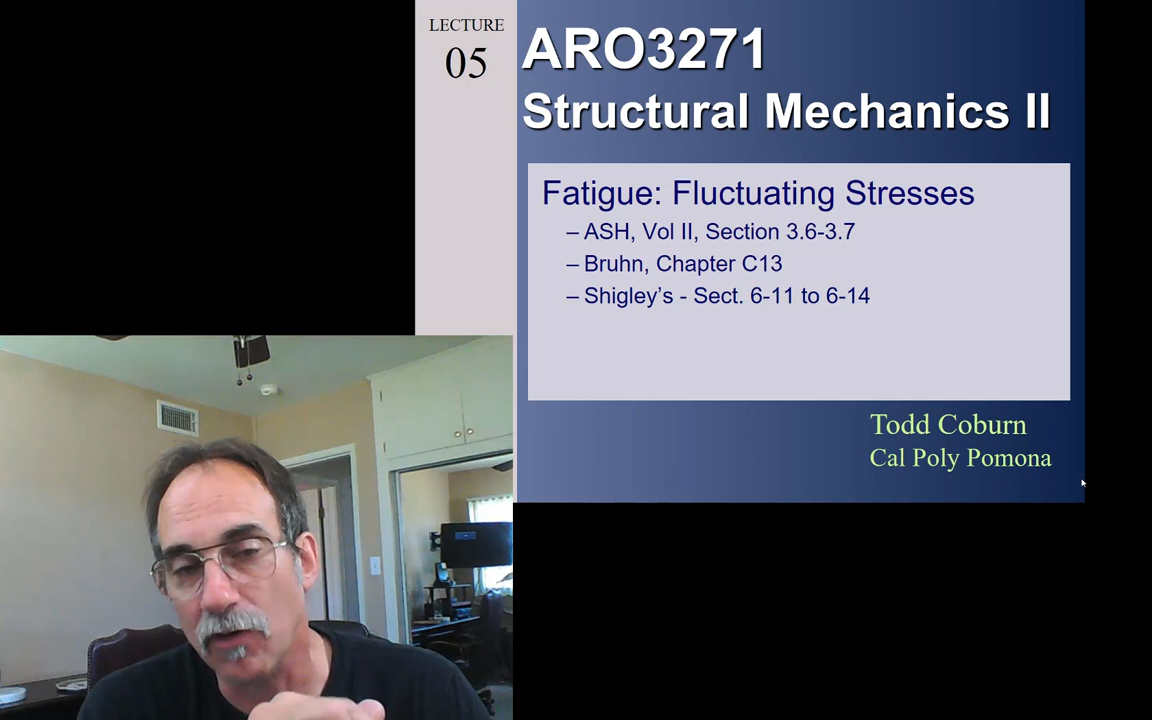 LECTURE
05
ARO3271
Structural Mechanics II
Fatigue: Fluctuating Stresses
– ASH, Vol II, Section 3.6-3.7
– Bruhn, Chapter C13
– Shigley’s - Sect. 6-11 to 6-14
Todd Coburn
Cal Poly Pomona